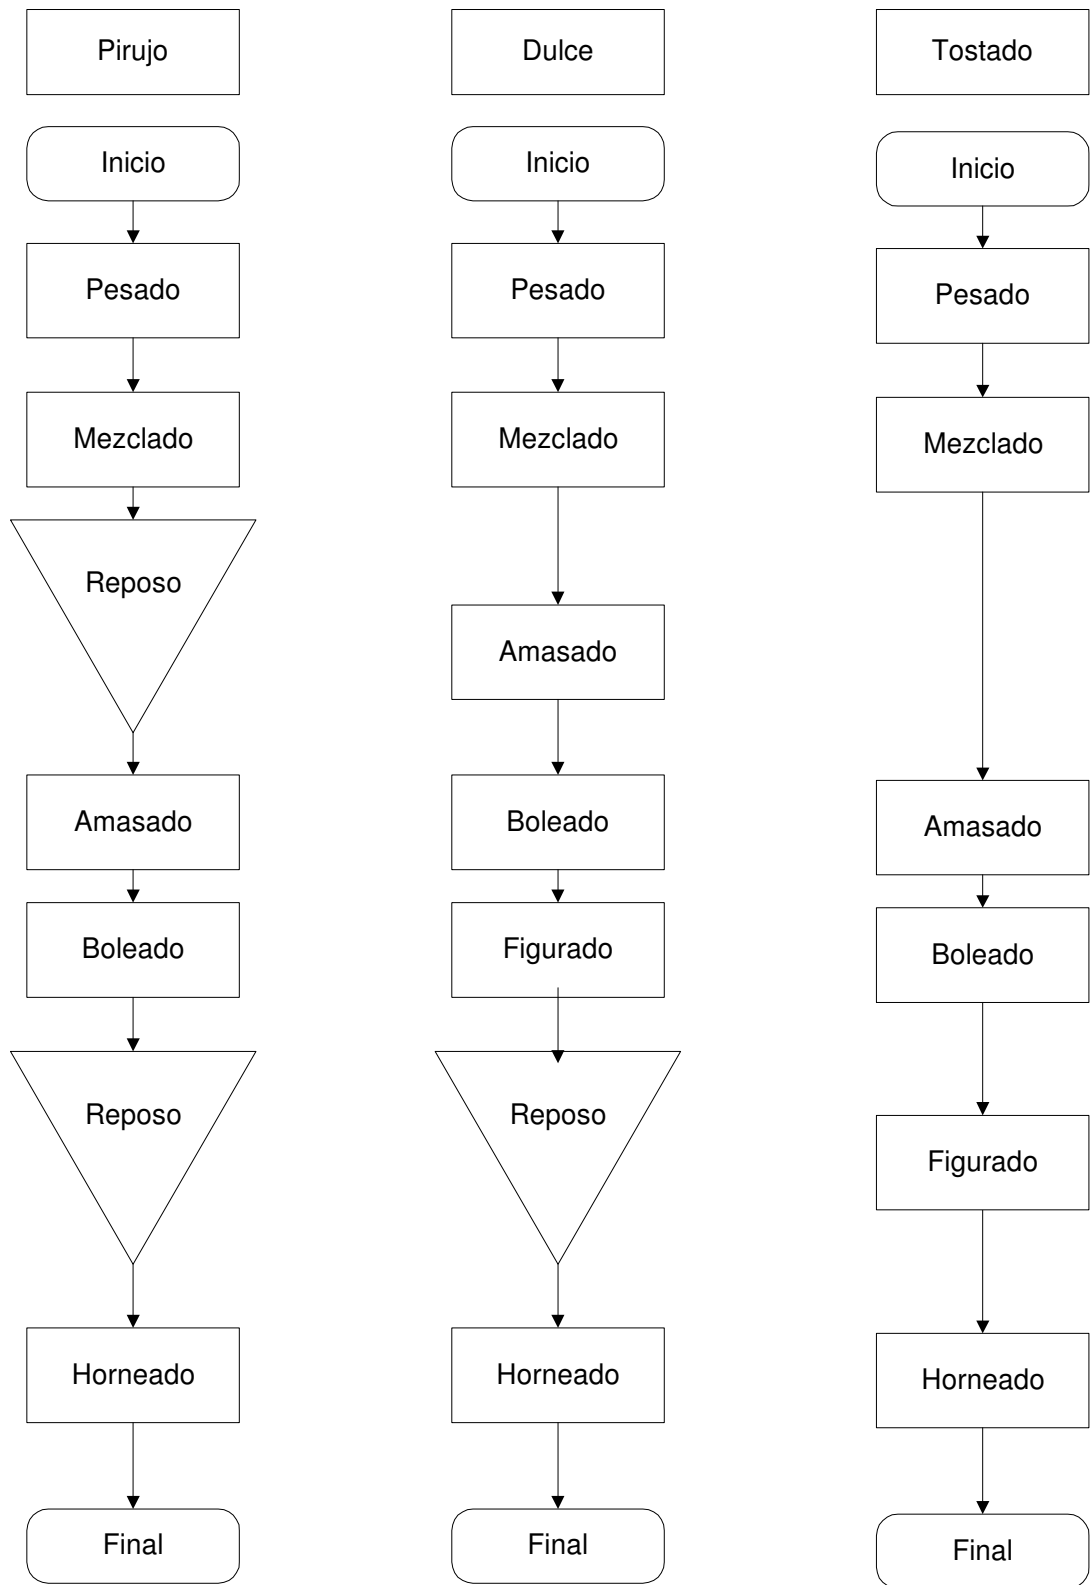 Pirujo
Inicio
Pesado
Mezclado
Reposo
Amasado
Boleado
Reposo
Horneado
Final
Dulce
Inicio
Pesado
Mezclado
Amasado
Boleado
Figurado
Reposo
Horneado
Final
Tostado
Inicio
Pesado
Mezclado
Amasado
Boleado
Figurado
Horneado
Final